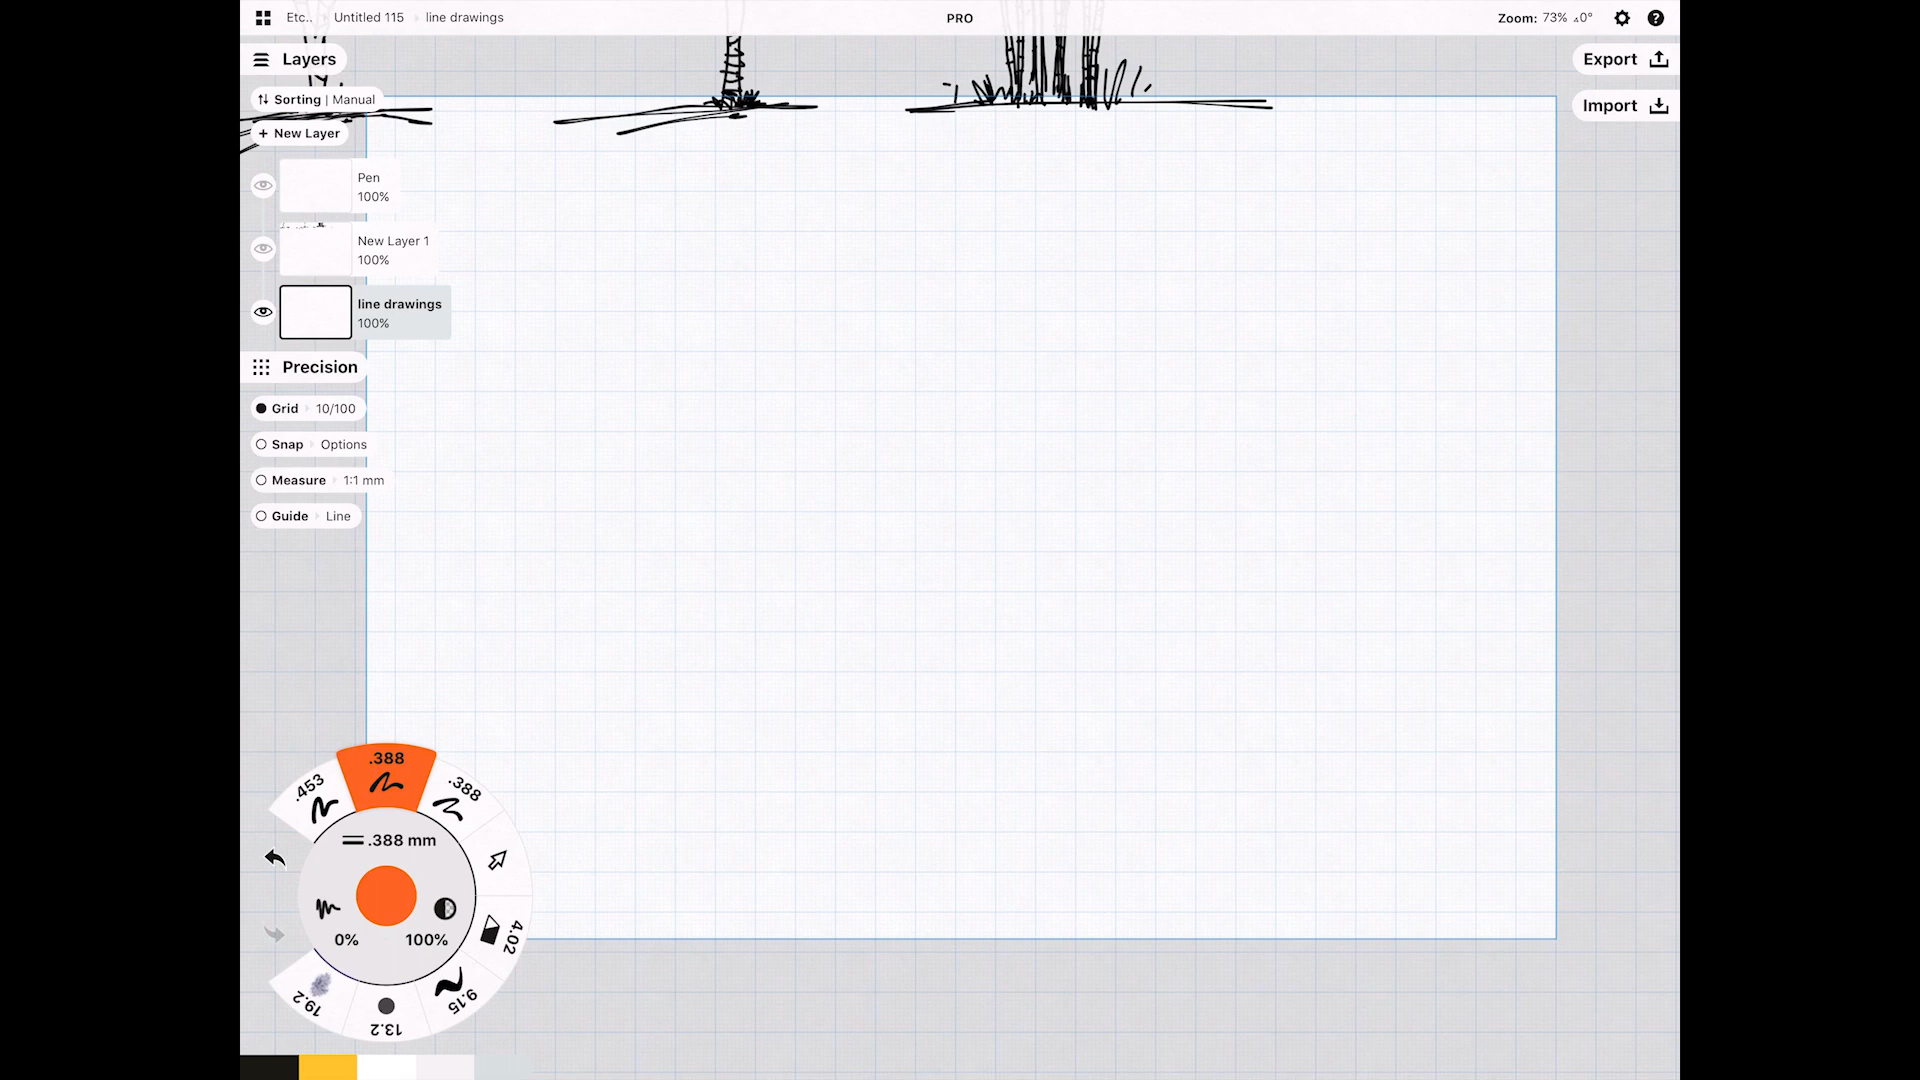 Etc.. Untitled 115 line drawings
PRO
Zoom: 73% ⊿0°
Layers
Export
Sorting | Manual
Import
+ New Layer
Pen
100%
New Layer 1
100%
line drawings
100%
Precision
Grid 10/100
Snap Options
Measure 1:1 mm
Guide Line
.453
.388
.388
.388 mm
0%
100%
4.02
9.15
13.2
19.2